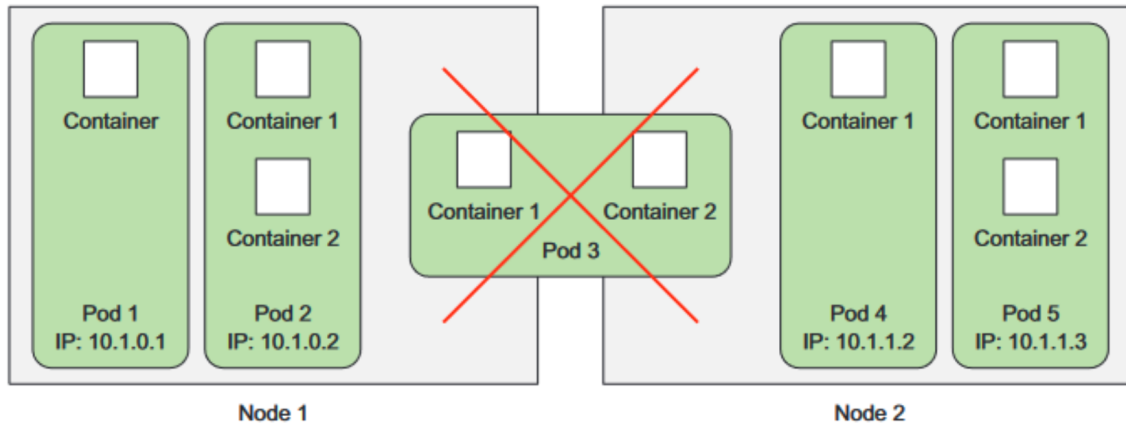 Container
Pod 1
IP: 10.1.0.1
Container 1
Container 2
Pod 2
IP: 10.1.0.2
Container 1
Container 2
Pod 3
Container 1
Pod 4
IP: 10.1.1.2
Container 1
Container 2
Pod 5
IP: 10.1.1.3
Node 1
Node 2